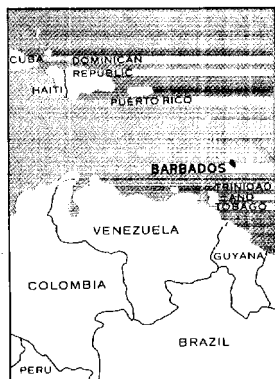 CUBA
DOMINICAN
REPUBLIC
HAITI
PUERTO RICO
BARBADOS
TRINIDAD
AND
TOBAGO
VENEZUELA
GUYANA
COLOMBIA
BRAZIL
PERU